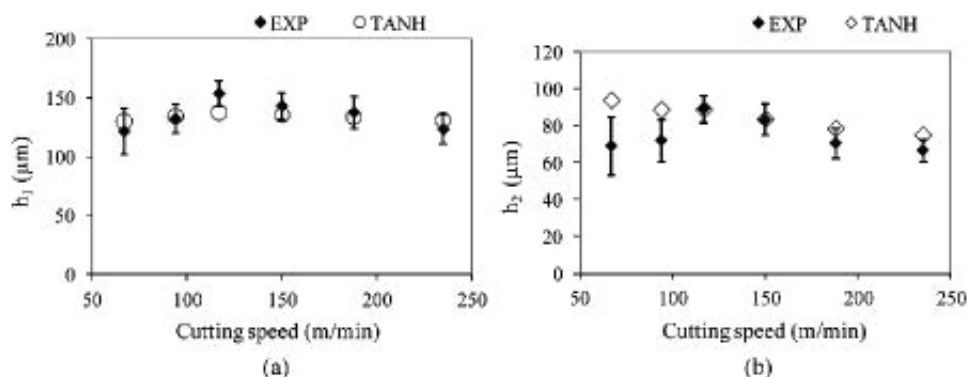 ◆ EXP ○ TANH
200
150
100
50
0
h₁ (μm)
50 100 150 200 250
Cutting speed (m/min)
(a)
◆ EXP ◇ TANH
120
100
80
60
40
20
0
h₂ (μm)
50 100 150 200 250
Cutting speed (m/min)
(b)